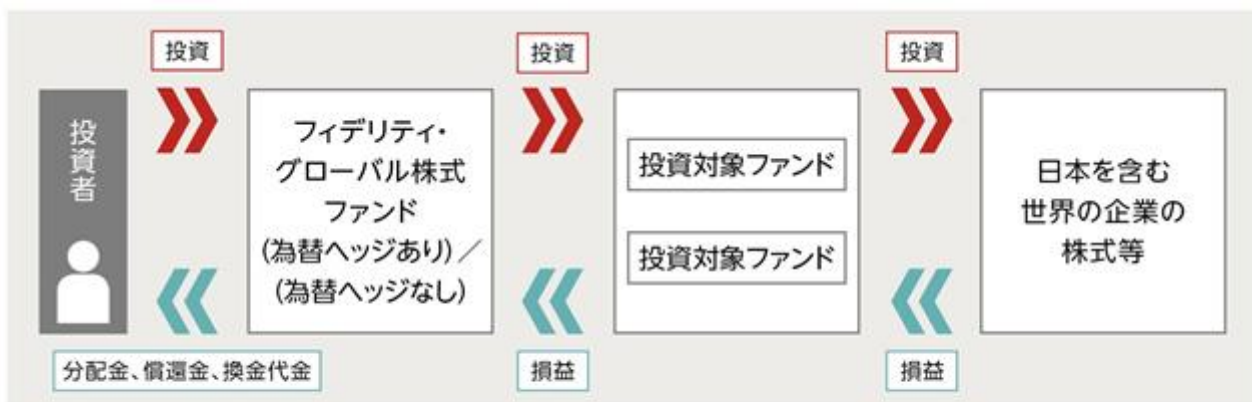 投資
投資
投資
投資者
フィデリティ・
グローバル株式
ファンド
(為替ヘッジあり)／
(為替ヘッジなし)
投資対象ファンド
投資対象ファンド
日本を含む
世界の企業の
株式等
分配金、償還金、換金代金
損益
損益